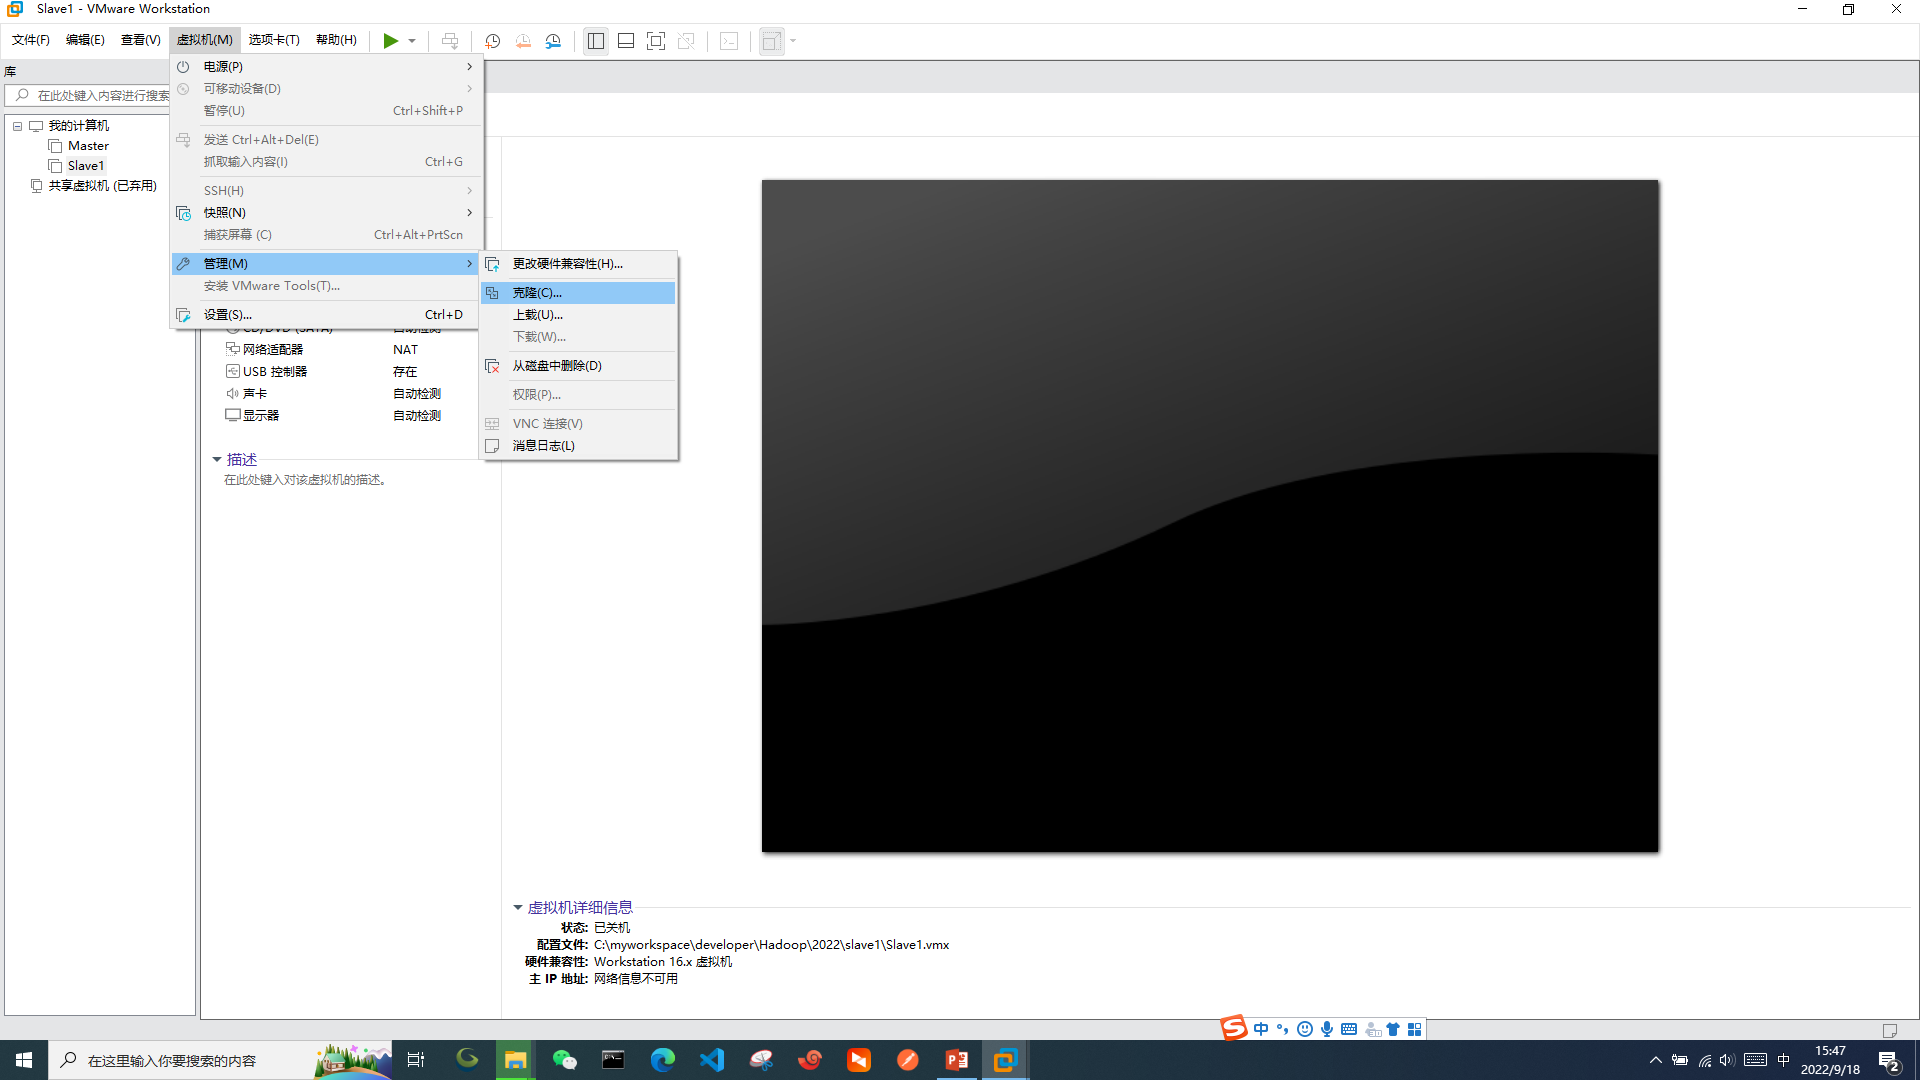 Slave1 - VMware Workstation
文件(F) 编辑(E) 查看(V) 虚拟机(M) 选项卡(T) 帮助(H)
库
在此处键入内容进行搜索
我的计算机
Master
Slave1
共享虚拟机 (已弃用)
电源(P)
可移动设备(D)
暂停(U) Ctrl+Shift+P
发送 Ctrl+Alt+Del(E)
抓取输入内容(I) Ctrl+G
SSH(H)
快照(N)
捕获屏幕 (C) Ctrl+Alt+PrtScn
管理(M)
安装 VMware Tools(T)...
设置(S)... Ctrl+D
更改硬件兼容性(H)...
克隆(C)...
上载(U)...
下载(W)...
从磁盘中删除(D)
权限(P)...
VNC 连接(V)
消息日志(L)
CD/DVD (SATA) 自动检测
网络适配器 NAT
USB 控制器 存在
声卡 自动检测
显示器 自动检测
描述
在此处键入对该虚拟机的描述。
虚拟机详细信息
状态: 已关机
配置文件: C:\myworkspace\developer\Hadoop\2022\slave1\Slave1.vmx
硬件兼容性: Workstation 16.x 虚拟机
主 IP 地址: 网络信息不可用
中
在这里输入你要搜索的内容
中
15:47
2022/9/18
2